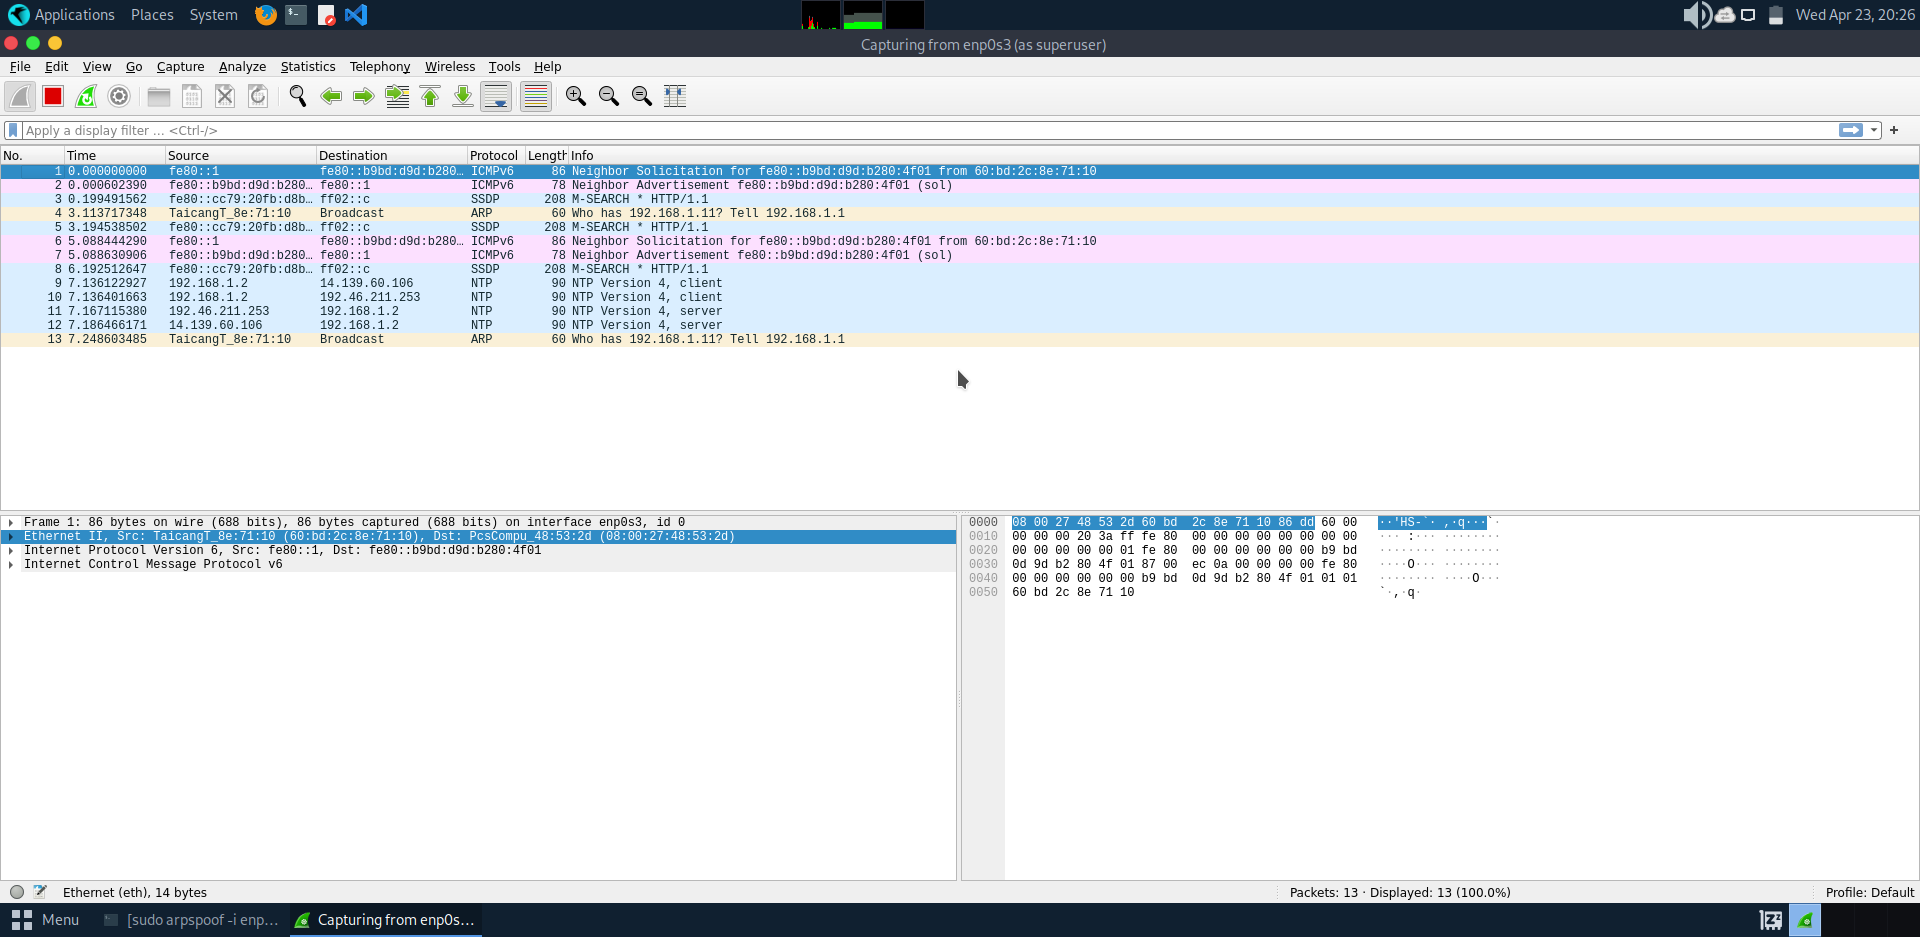 Applications Places System Wed Apr 23, 20:26
Capturing from enp0s3 (as superuser)
File Edit View Go Capture Analyze Statistics Telephony Wireless Tools Help
Apply a display filter ... <Ctrl-/>
No. Time Source Destination Protocol Length Info
1 0.000000000 fe80::1 fe80::b9bd:d9d:b280… ICMPv6 86 Neighbor Solicitation for fe80::b9bd:d9d:b280:4f01 from 60:bd:2c:8e:71:10
2 0.000602390 fe80::b9bd:d9d:b280… fe80::1 ICMPv6 78 Neighbor Advertisement fe80::b9bd:d9d:b280:4f01 (sol)
3 0.199491562 fe80::cc79:20fb:d8b… ff02::c SSDP 208 M-SEARCH * HTTP/1.1
4 3.113717348 TaicangT_8e:71:10 Broadcast ARP 60 Who has 192.168.1.11? Tell 192.168.1.1
5 3.194538502 fe80::cc79:20fb:d8b… ff02::c SSDP 208 M-SEARCH * HTTP/1.1
6 5.088444290 fe80::1 fe80::b9bd:d9d:b280… ICMPv6 86 Neighbor Solicitation for fe80::b9bd:d9d:b280:4f01 from 60:bd:2c:8e:71:10
7 5.088630906 fe80::b9bd:d9d:b280… fe80::1 ICMPv6 78 Neighbor Advertisement fe80::b9bd:d9d:b280:4f01 (sol)
8 6.192512647 fe80::cc79:20fb:d8b… ff02::c SSDP 208 M-SEARCH * HTTP/1.1
9 7.136122927 192.168.1.2 14.139.60.106 NTP 90 NTP Version 4, client
10 7.136401663 192.168.1.2 192.46.211.253 NTP 90 NTP Version 4, client
11 7.167115380 192.46.211.253 192.168.1.2 NTP 90 NTP Version 4, server
12 7.186466171 14.139.60.106 192.168.1.2 NTP 90 NTP Version 4, server
13 7.248603485 TaicangT_8e:71:10 Broadcast ARP 60 Who has 192.168.1.11? Tell 192.168.1.1
Frame 1: 86 bytes on wire (688 bits), 86 bytes captured (688 bits) on interface enp0s3, id 0
Ethernet II, Src: TaicangT_8e:71:10 (60:bd:2c:8e:71:10), Dst: PcsCompu_48:53:2d (08:00:27:48:53:2d)
Internet Protocol Version 6, Src: fe80::1, Dst: fe80::b9bd:d9d:b280:4f01
Internet Control Message Protocol v6
0000 08 00 27 48 53 2d 60 bd 2c 8e 71 10 86 dd 60 00 ··'HS-`· ,·q···`·
0010 00 00 00 20 3a ff fe 80 00 00 00 00 00 00 00 00 ··· :··· ········
0020 00 00 00 00 00 01 fe 80 00 00 00 00 00 00 b9 bd ········ ········
0030 0d 9d b2 80 4f 01 87 00 ec 0a 00 00 00 00 fe 80 ····O··· ········
0040 00 00 00 00 00 00 b9 bd 0d 9d b2 80 4f 01 01 01 ········ ····O···
0050 60 bd 2c 8e 71 10 `·,·q·
Ethernet (eth), 14 bytes Packets: 13 · Displayed: 13 (100.0%) Profile: Default
Menu [sudo arpspoof -i enp… Capturing from enp0s…